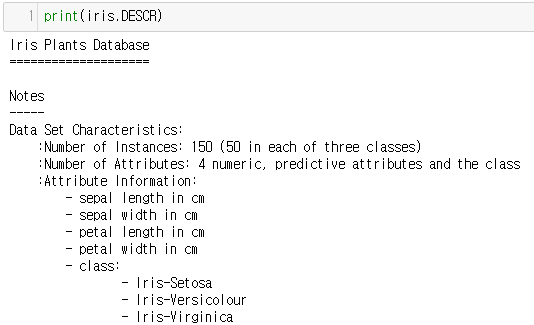 1 print(iris.DESCR)
Iris Plants Database
====================
Notes
-----
Data Set Characteristics:
:Number of Instances: 150 (50 in each of three classes)
:Number of Attributes: 4 numeric, predictive attributes and the class
:Attribute Information:
- sepal length in cm
- sepal width in cm
- petal length in cm
- petal width in cm
- class:
- Iris-Setosa
- Iris-Versicolour
- Iris-Virginica